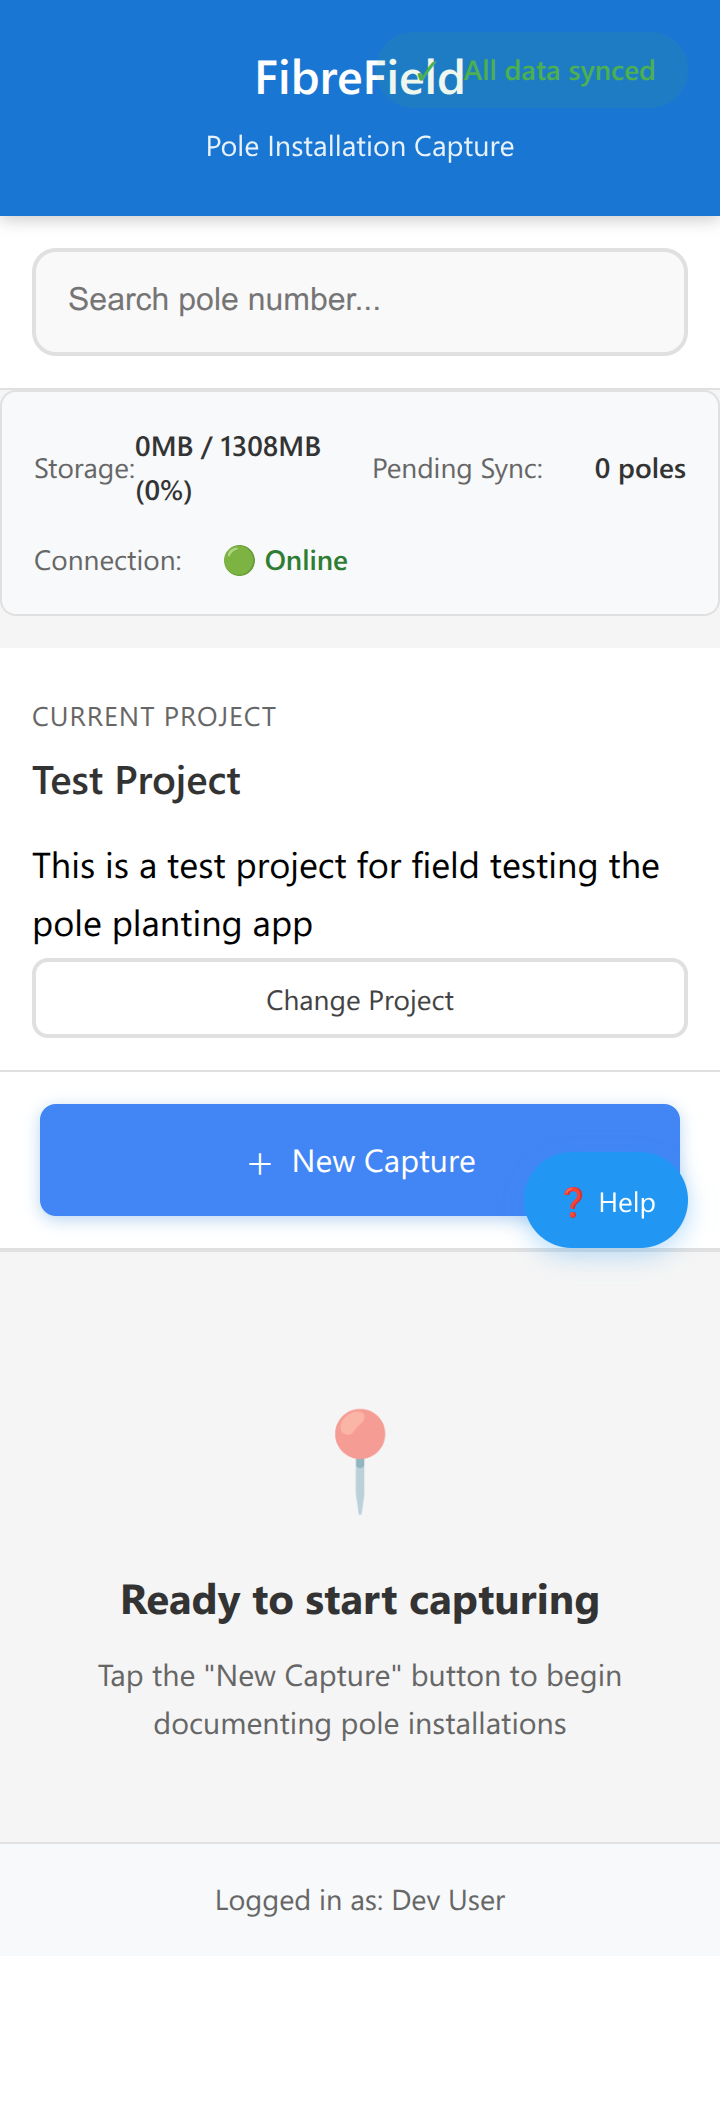 FibreField
✓ All data synced
Pole Installation Capture
Search pole number...
Storage: 0MB / 1308MB (0%)
Pending Sync: 0 poles
Connection: Online
CURRENT PROJECT
Test Project
This is a test project for field testing the
pole planting app
Change Project
+ New Capture
❓ Help
Ready to start capturing
Tap the "New Capture" button to begin
documenting pole installations
Logged in as: Dev User